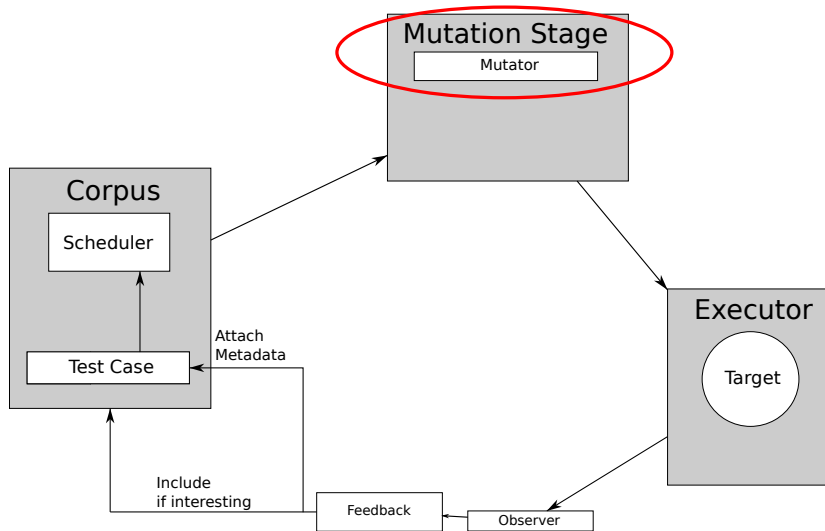 Mutation Stage
Mutator
Corpus
Scheduler
Test Case
Attach
Metadata
Executor
Target
Include
if interesting
Feedback
Observer